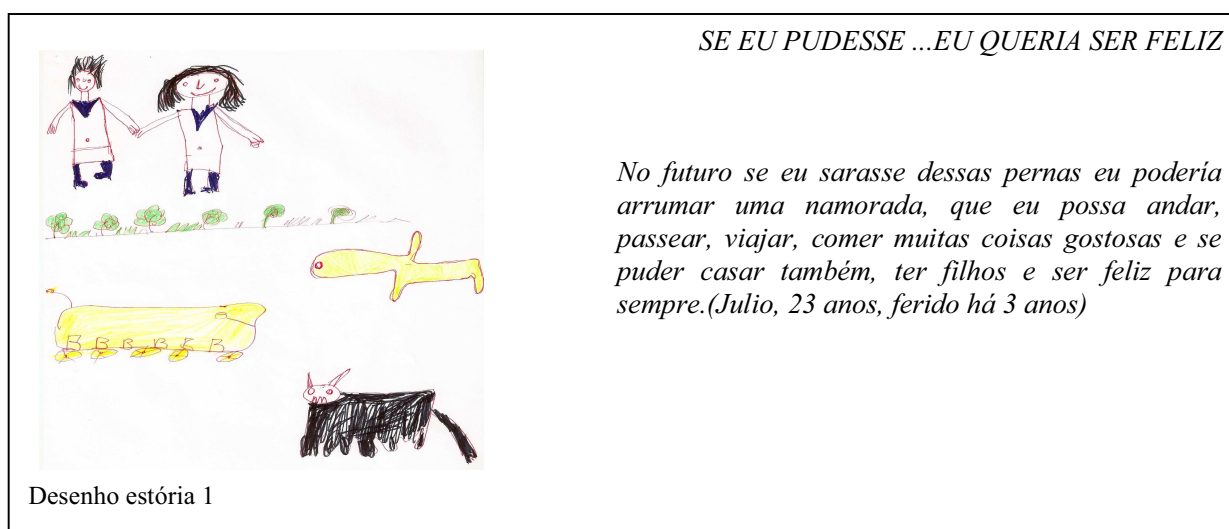 SE EU PUDESSE ...EU QUERIA SER FELIZ
No futuro se eu sarasse dessas pernas eu podería
arrumar uma namorada, que eu possa andar,
passear, viajar, comer muitas coisas gostosas e se
puder casar também, ter filhos e ser feliz para
sempre.(Julio, 23 anos, ferido há 3 anos)
B B B B B B
Desenho estória 1